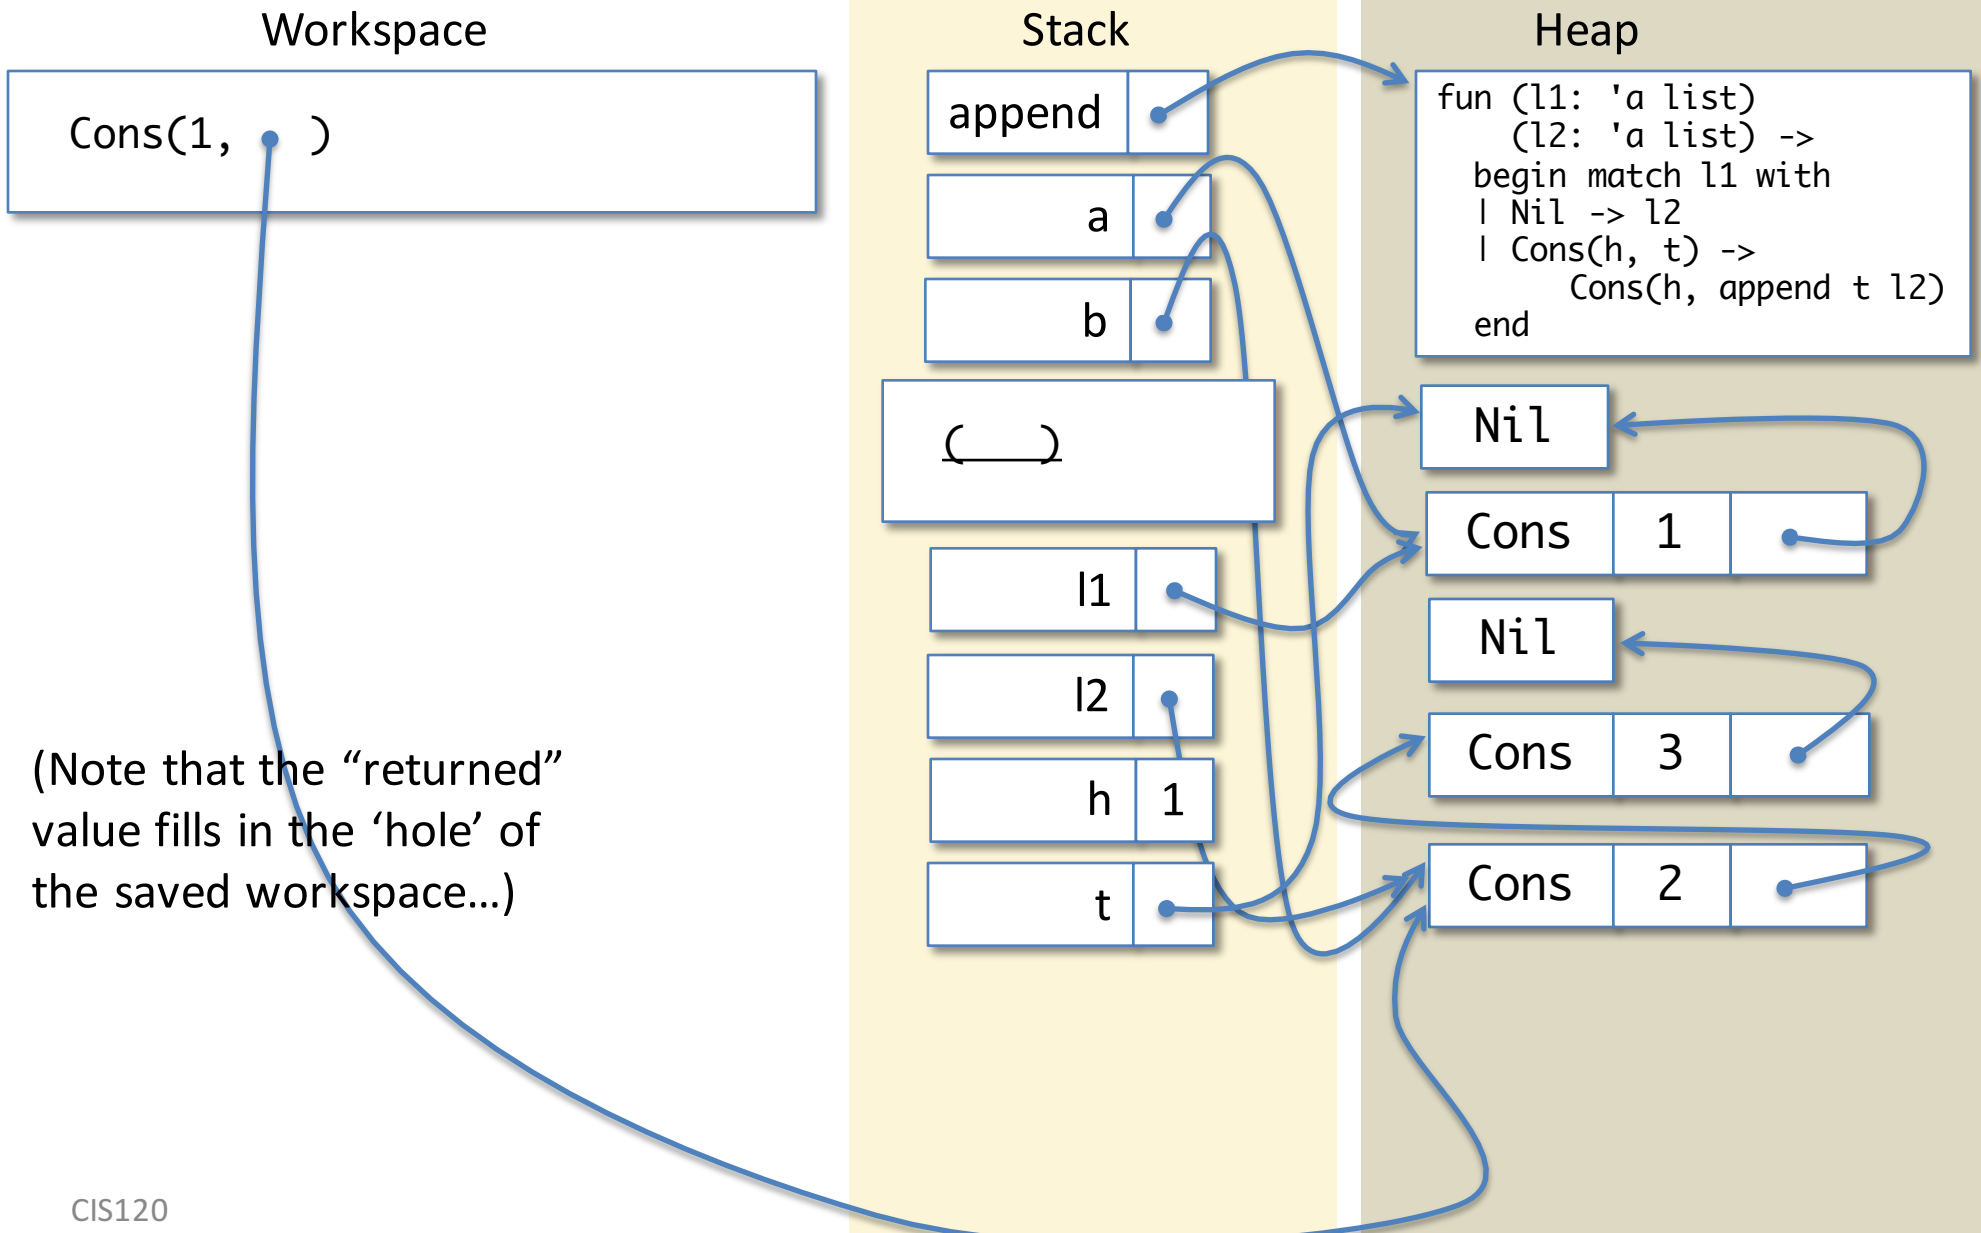 Workspace
Stack
Heap
Cons(1, )
(Note that the “returned”
value fills in the ‘hole’ of
the saved workspace…)
append
a
b
(___)
l1
l2
h 1
t
fun (l1: 'a list)
(l2: 'a list) ->
begin match l1 with
| Nil -> l2
| Cons(h, t) ->
Cons(h, append t l2)
end
Nil
Cons 1
Nil
Cons 3
Cons 2
CIS120